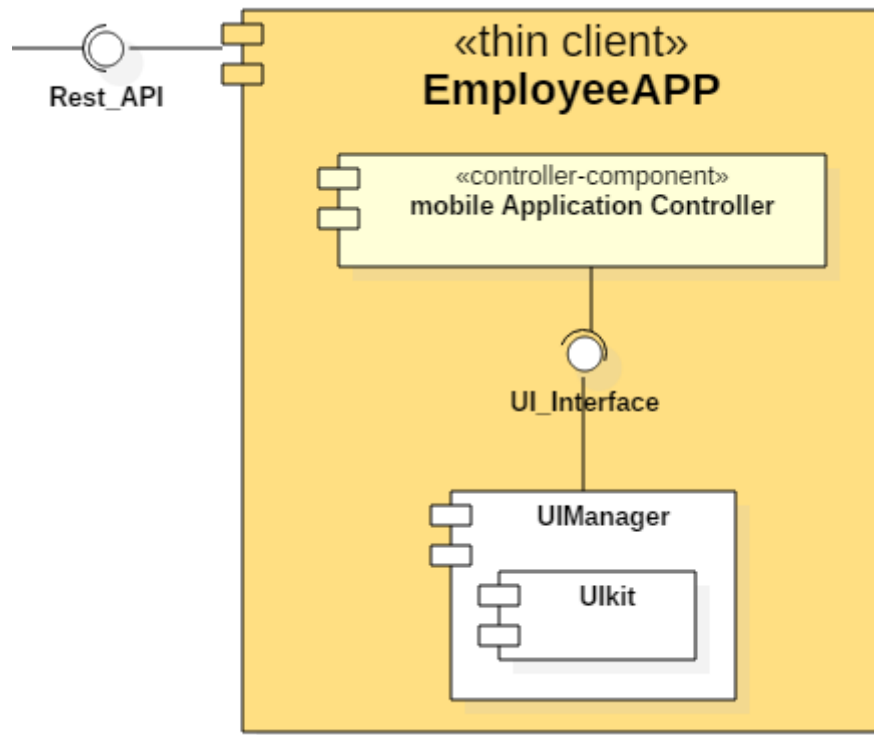 «thin client»
EmployeeAPP
Rest_API
«controller-component»
mobile Application Controller
UI_Interface
UIManager
UIkit